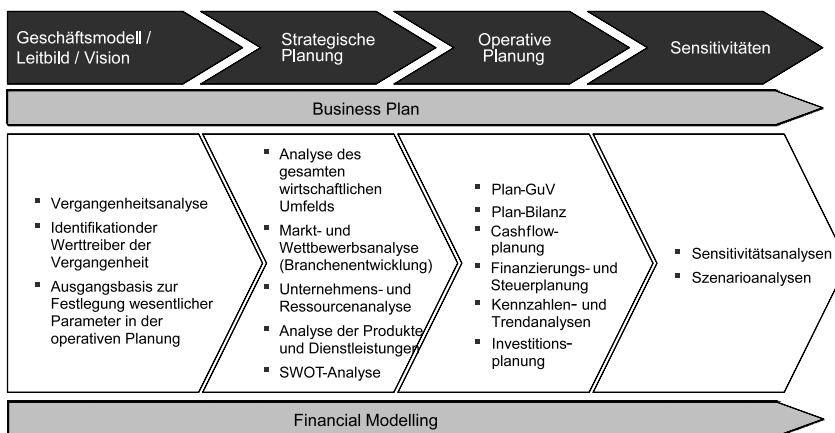 Geschäftsmodell /
Leitbild / Vision
Strategische
Planung
Operative
Planung
Sensitivitäten
Business Plan
▪ Vergangenheitsanalyse
▪ Identifikationder
Werttreiber der
Vergangenheit
▪ Ausgangsbasis zur
Festlegung wesentlicher
Parameter in der
operativen Planung
▪ Analyse des
gesamten
wirtschaftlichen
Umfelds
▪ Markt- und
Wettbewerbsanalyse
(Branchenentwicklung)
▪ Unternehmens- und
Ressourcenanalyse
▪ Analyse der Produkte
und Dienstleistungen
▪ SWOT-Analyse
▪ Plan-GuV
▪ Plan-Bilanz
▪ Cashflow-
planung
▪ Finanzierungs- und
Steuerplanung
▪ Kennzahlen- und
Trendanalysen
▪ Investitions-
planung
▪ Sensitivitätsanalysen
▪ Szenarioanalysen
Financial Modelling